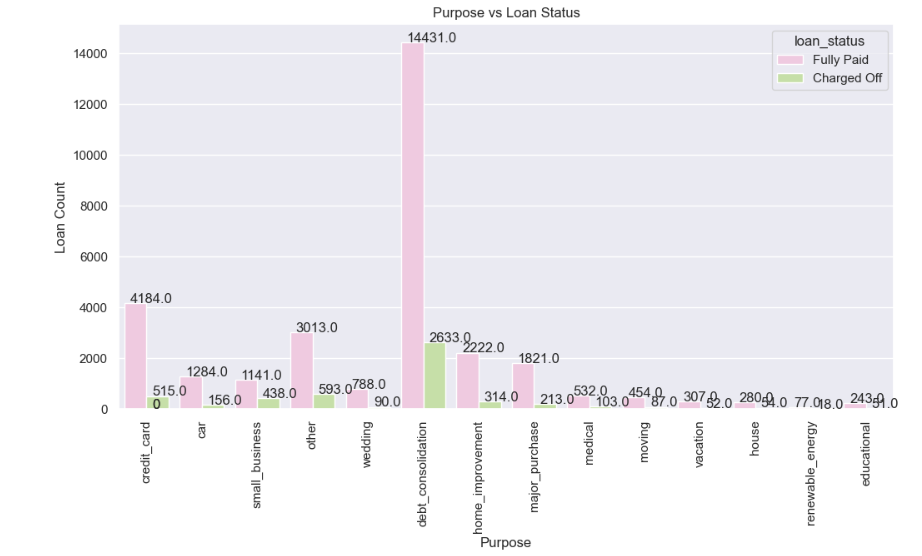 Purpose vs Loan Status
loan_status
Fully Paid
Charged Off
Loan Count
14000
12000
10000
8000
6000
4000
2000
0
4184.0
515.0
0
1284.0
156.0
1141.0
438.0
3013.0
593.0
788.0
90.0
14431.0
2633.0
2222.0
314.0
1821.0
213.0
532.0
103.0
454.0
87.0
307.0
52.0
280.0
54.0
77.0
18.0
243.0
51.0
credit_card
car
small_business
other
wedding
debt_consolidation
home_improvement
major_purchase
medical
moving
vacation
house
renewable_energy
educational
Purpose